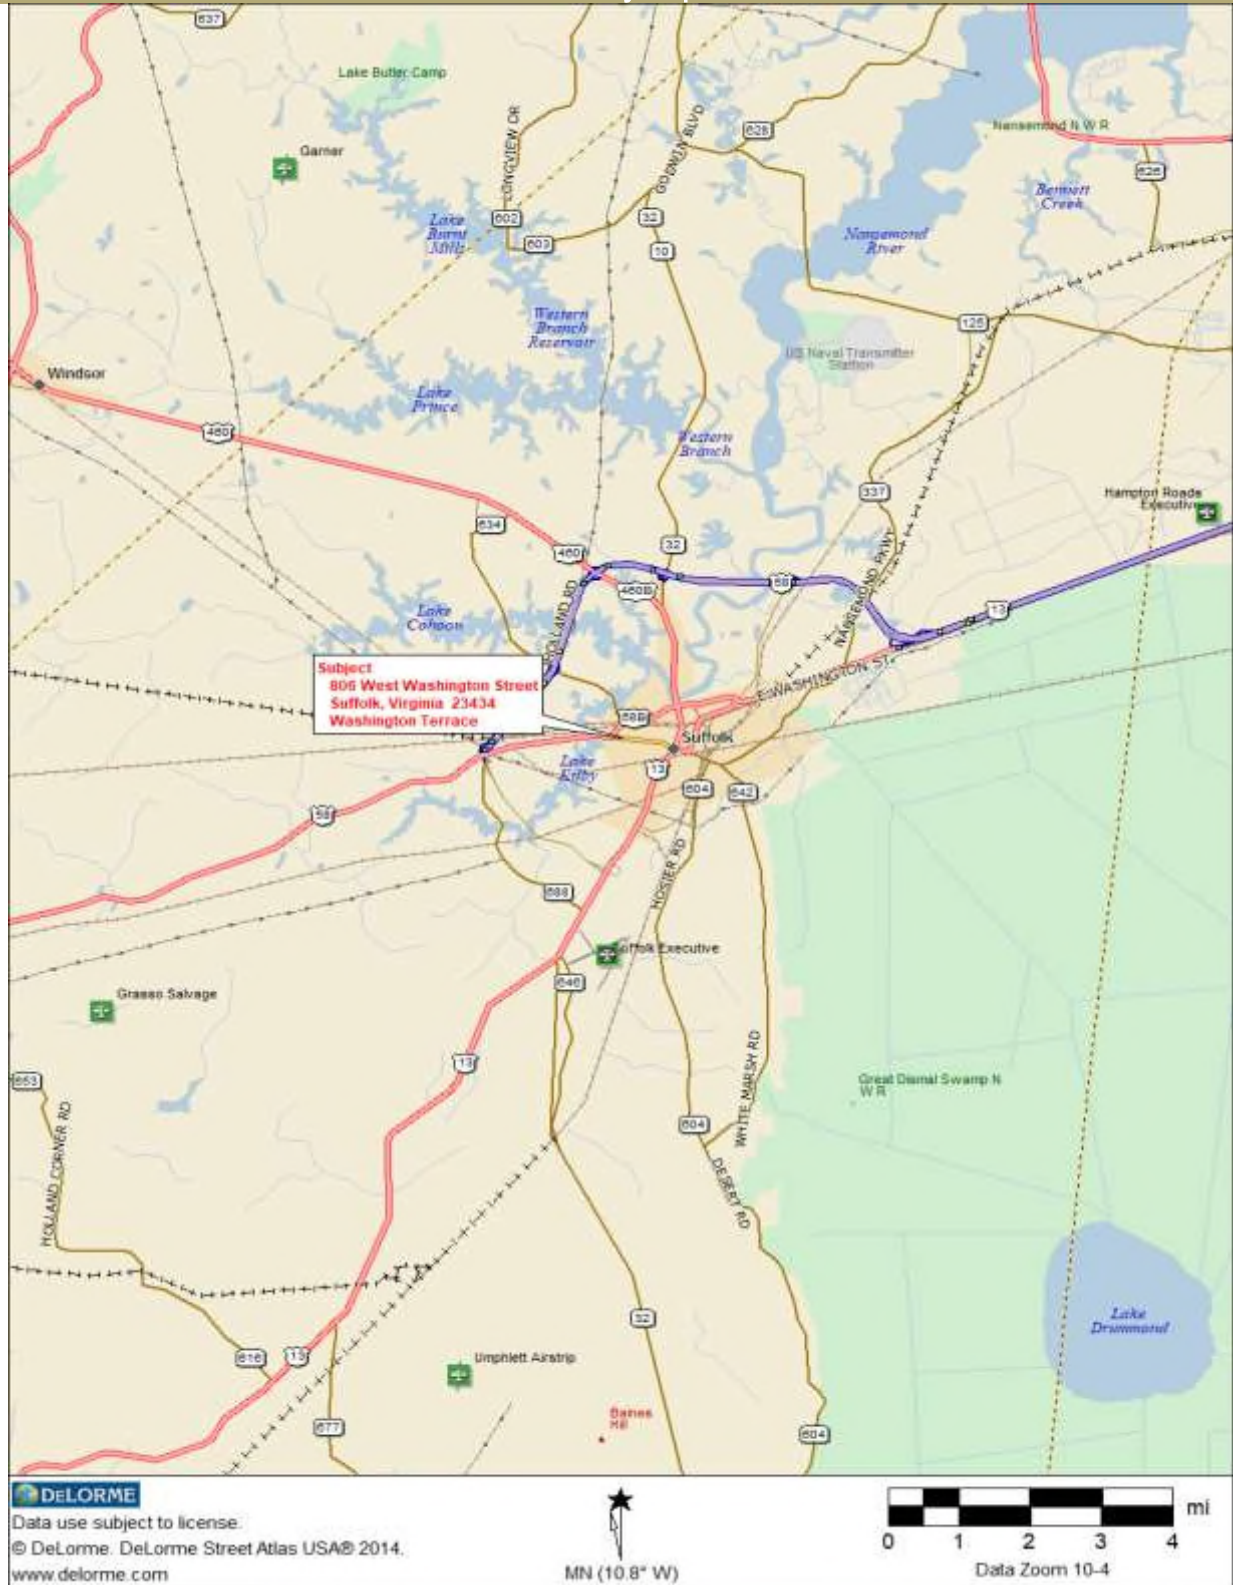 637
Lake Butler Camp
Garner
LONGVIEW DR
GODWIN BLVD
628
Nansemond N W R
626
Bennett
Creek
Lake
Burnt
Mills
602
603
32
10
Nansemond
River
Western
Branch
Reservoir
125
US Naval Transmitter
Station
Windsor
Lake
Prince
460
Western
Branch
337
Hampton Roads
Executive
634
460
32
460B
58
NANSEMOND PKWY
13
HOLLAND RD
Lake
Cohoon
Subject
806 West Washington Street
Suffolk, Virginia 23434
Washington Terrace
E WASHINGTON ST
58B
Suffolk
Lake
Kilby
13
604
642
58
HOSIER RD
688
Suffolk Executive
646
Grasso Salvage
13
653
HOLLAND CORNER RD
WHITE MARSH RD
Great Dismal Swamp N
W R
604
DESERT RD
32
Lake
Drummond
616
13
Umphlett Airstrip
677
Baines
Hill
604
DELORME
Data use subject to license.
© DeLorme. DeLorme Street Atlas USA® 2014.
www.delorme.com
MN (10.8° W)
mi
0 1 2 3 4
Data Zoom 10-4